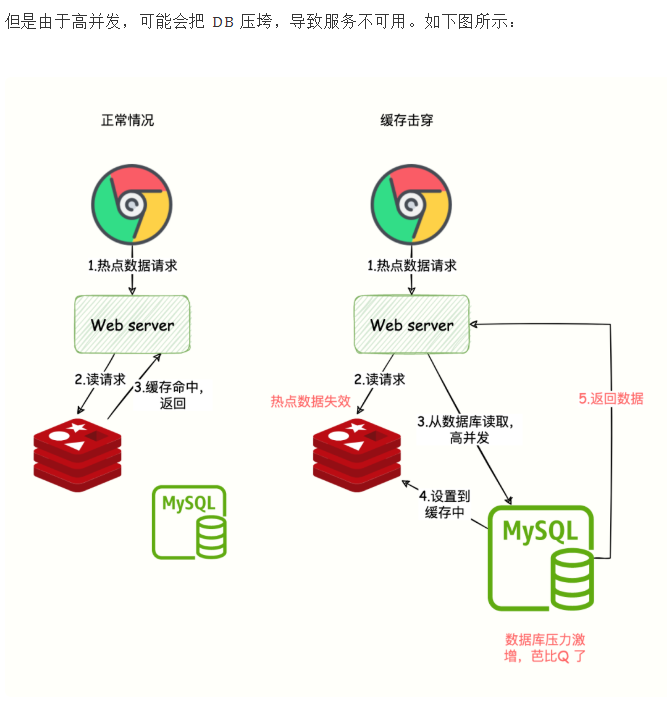 但是由于高并发，可能会把 DB 压垮，导致服务不可用。如下图所示：
正常情况
1.热点数据请求
Web server
2.读请求
3.缓存命中，
返回
MySQL
缓存击穿
1.热点数据请求
Web server
2.读请求
热点数据失效
3.从数据库读取，
高并发
4.设置到
缓存中
5.返回数据
MySQL
数据库压力激
增，芭比Q 了